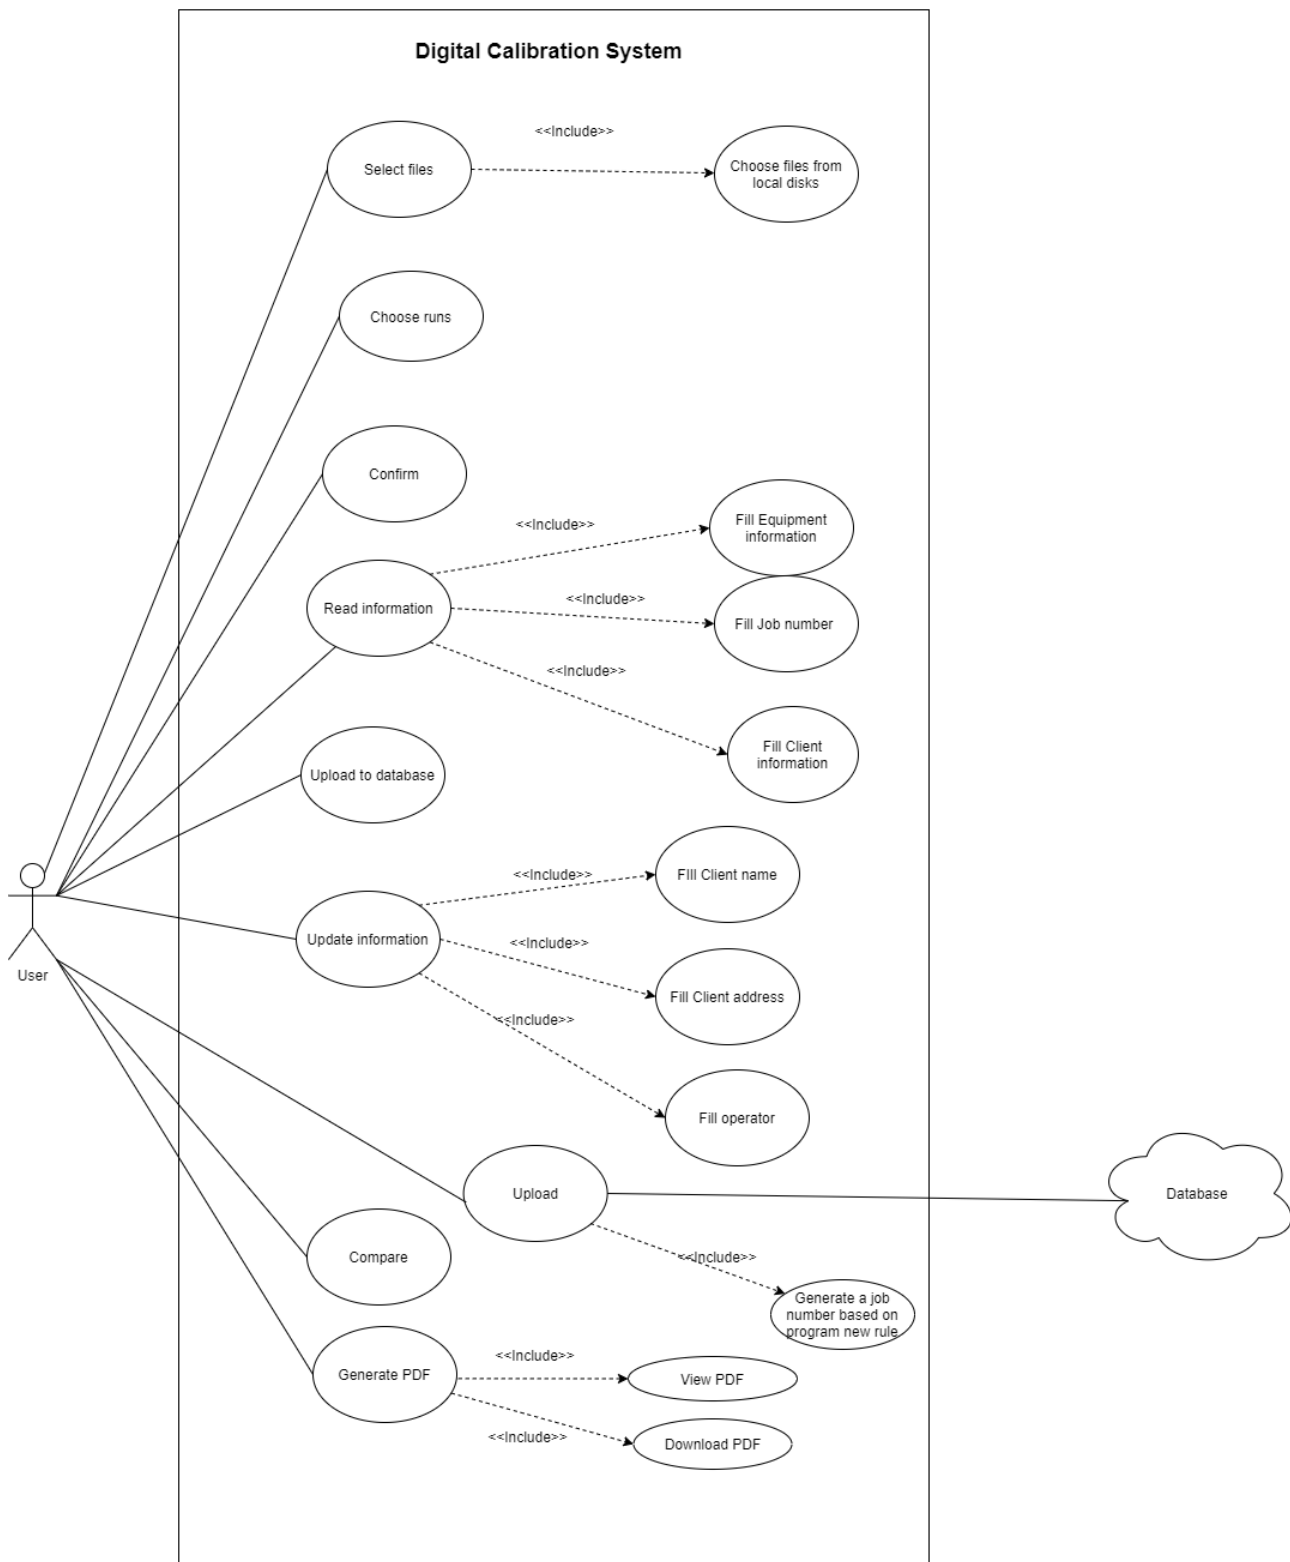 Digital Calibration System
<<Include>>
Select files
Choose files from
local disks
Choose runs
Confirm
<<Include>>
Fill Equipment
information
<<Include>>
Read information
Fill Job number
<<Include>>
Fill Client
information
Upload to database
<<Include>>
FIll Client name
Update information
<<Include>>
User
Fill Client address
<<Include>>
Fill operator
Upload
Database
Compare
<<Include>>
Generate a job
number based on
program new rule
<<Include>>
Generate PDF
View PDF
<<Include>>
Download PDF